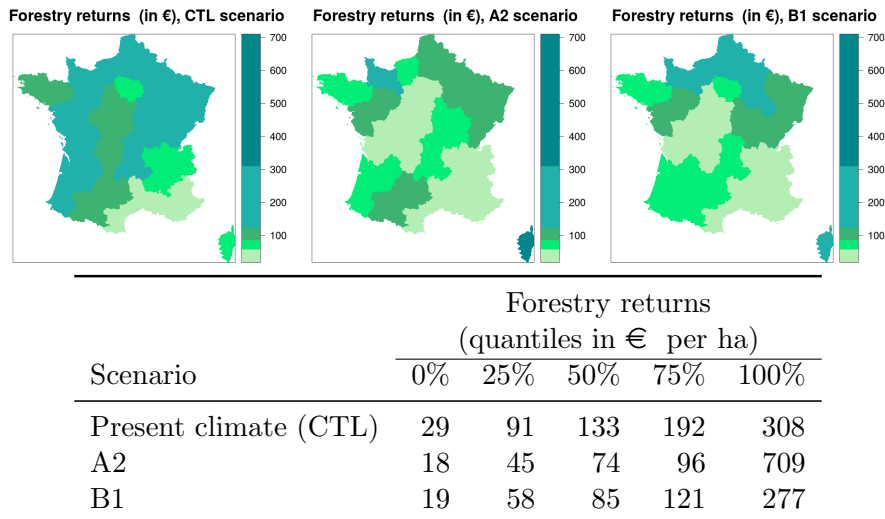 Forestry returns (in €), CTL scenario
700
600
500
400
300
200
100
Forestry returns (in €), A2 scenario
700
600
500
400
300
200
100
Forestry returns (in €), B1 scenario
700
600
500
400
300
200
100
Forestry returns
(quantiles in € per ha)
Scenario 0% 25% 50% 75% 100%
Present climate (CTL) 29 91 133 192 308
A2 18 45 74 96 709
B1 19 58 85 121 277